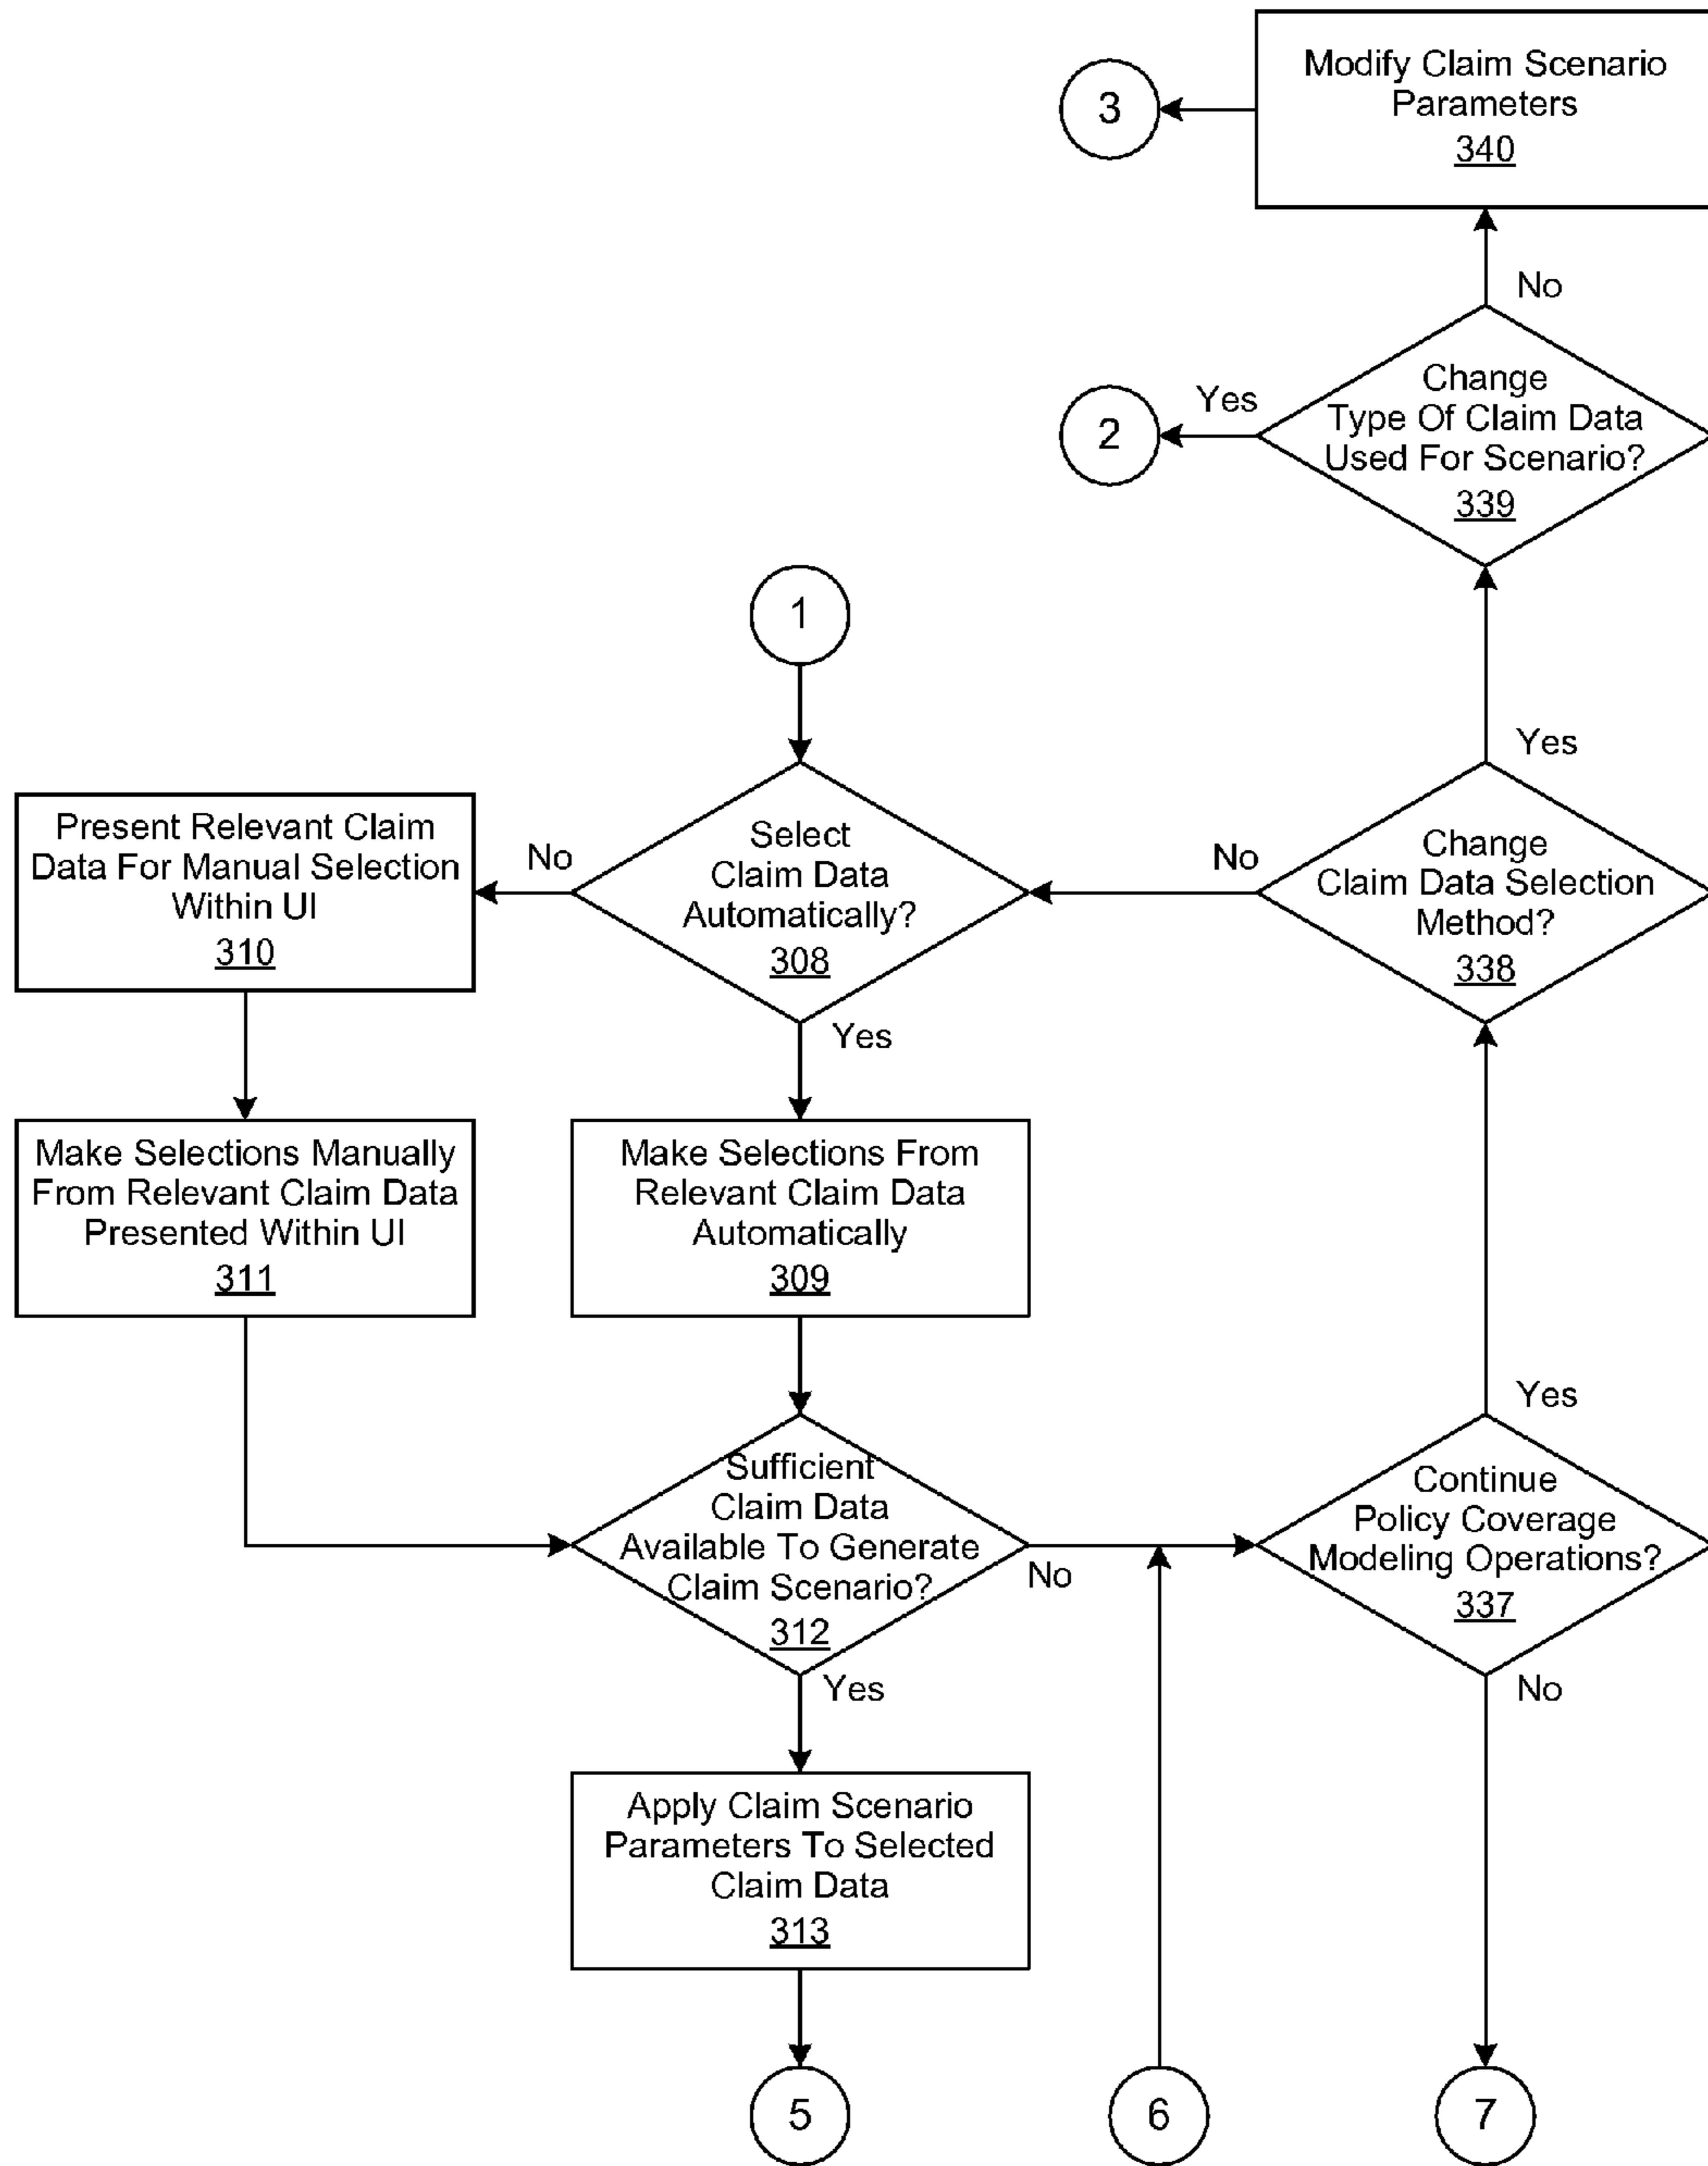 Modify Claim Scenario
Parameters
340
3
No
Change
Type Of Claim Data
Used For Scenario?
339
Yes
2
1
Yes
Present Relevant Claim
Data For Manual Selection
Within UI
310
No
Select
Claim Data
Automatically?
308
No
Change
Claim Data Selection
Method?
338
Yes
Make Selections Manually
From Relevant Claim Data
Presented Within UI
311
Make Selections From
Relevant Claim Data
Automatically
309
Yes
Sufficient
Claim Data
Available To Generate
Claim Scenario?
312
No
Continue
Policy Coverage
Modeling Operations?
337
Yes
No
Apply Claim Scenario
Parameters To Selected
Claim Data
313
5
6
7